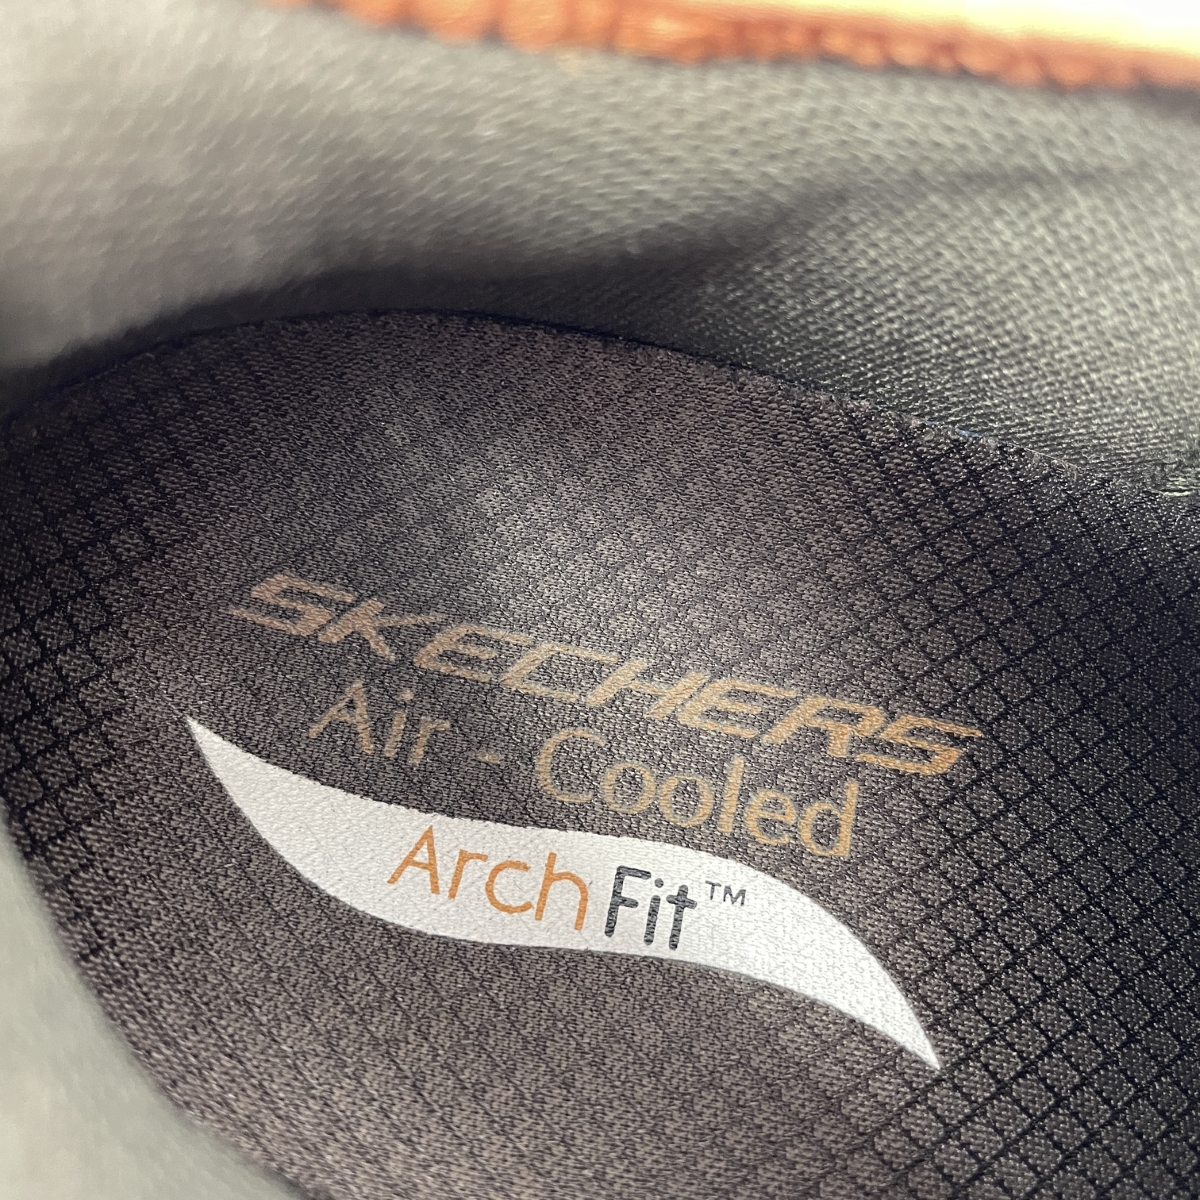 SKECHERS
Air - Cooled
Arch Fit™